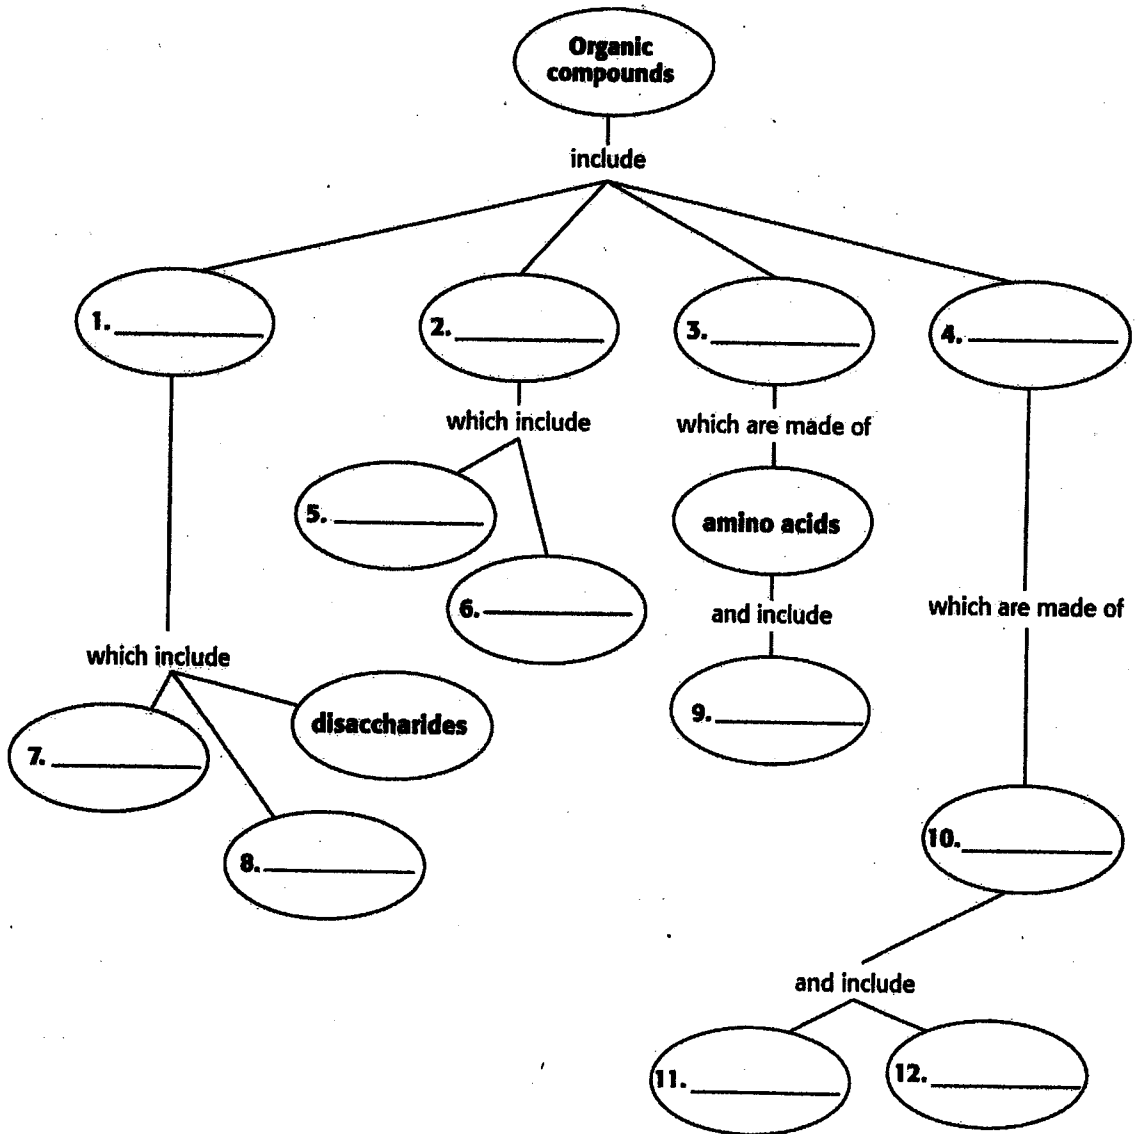 Organic
compounds
include
1.
2.
3.
4.
which include
which are made of
5.
amino acids
6.
and include
which are made of
which include
disaccharides
7.
9.
8.
10.
and include
11.
12.